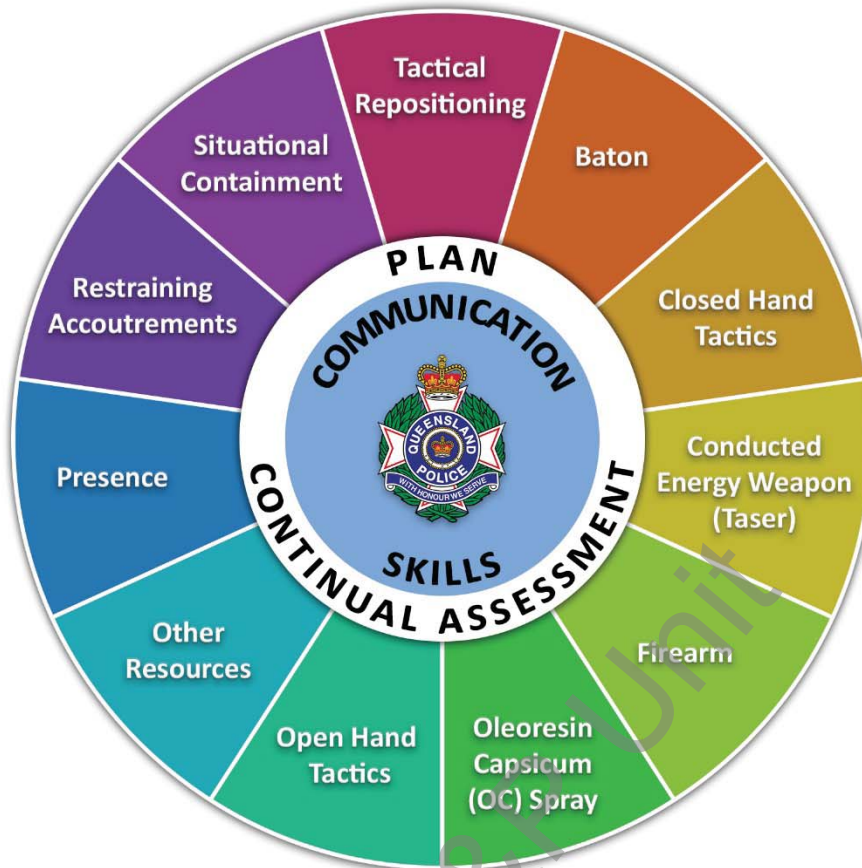 Tactical
Repositioning
Baton
Closed Hand
Tactics
Conducted
Energy Weapon
(Taser)
Firearm
Oleoresin
Capsicum
(OC) Spray
Open Hand
Tactics
Other
Resources
Presence
Restraining
Accoutrements
Situational
Containment
PLAN
CONTINUAL ASSESSMENT
COMMUNICATION
SKILLS
QUEENSLAND
POLICE
WITH HONOUR WE SERVE
Unit